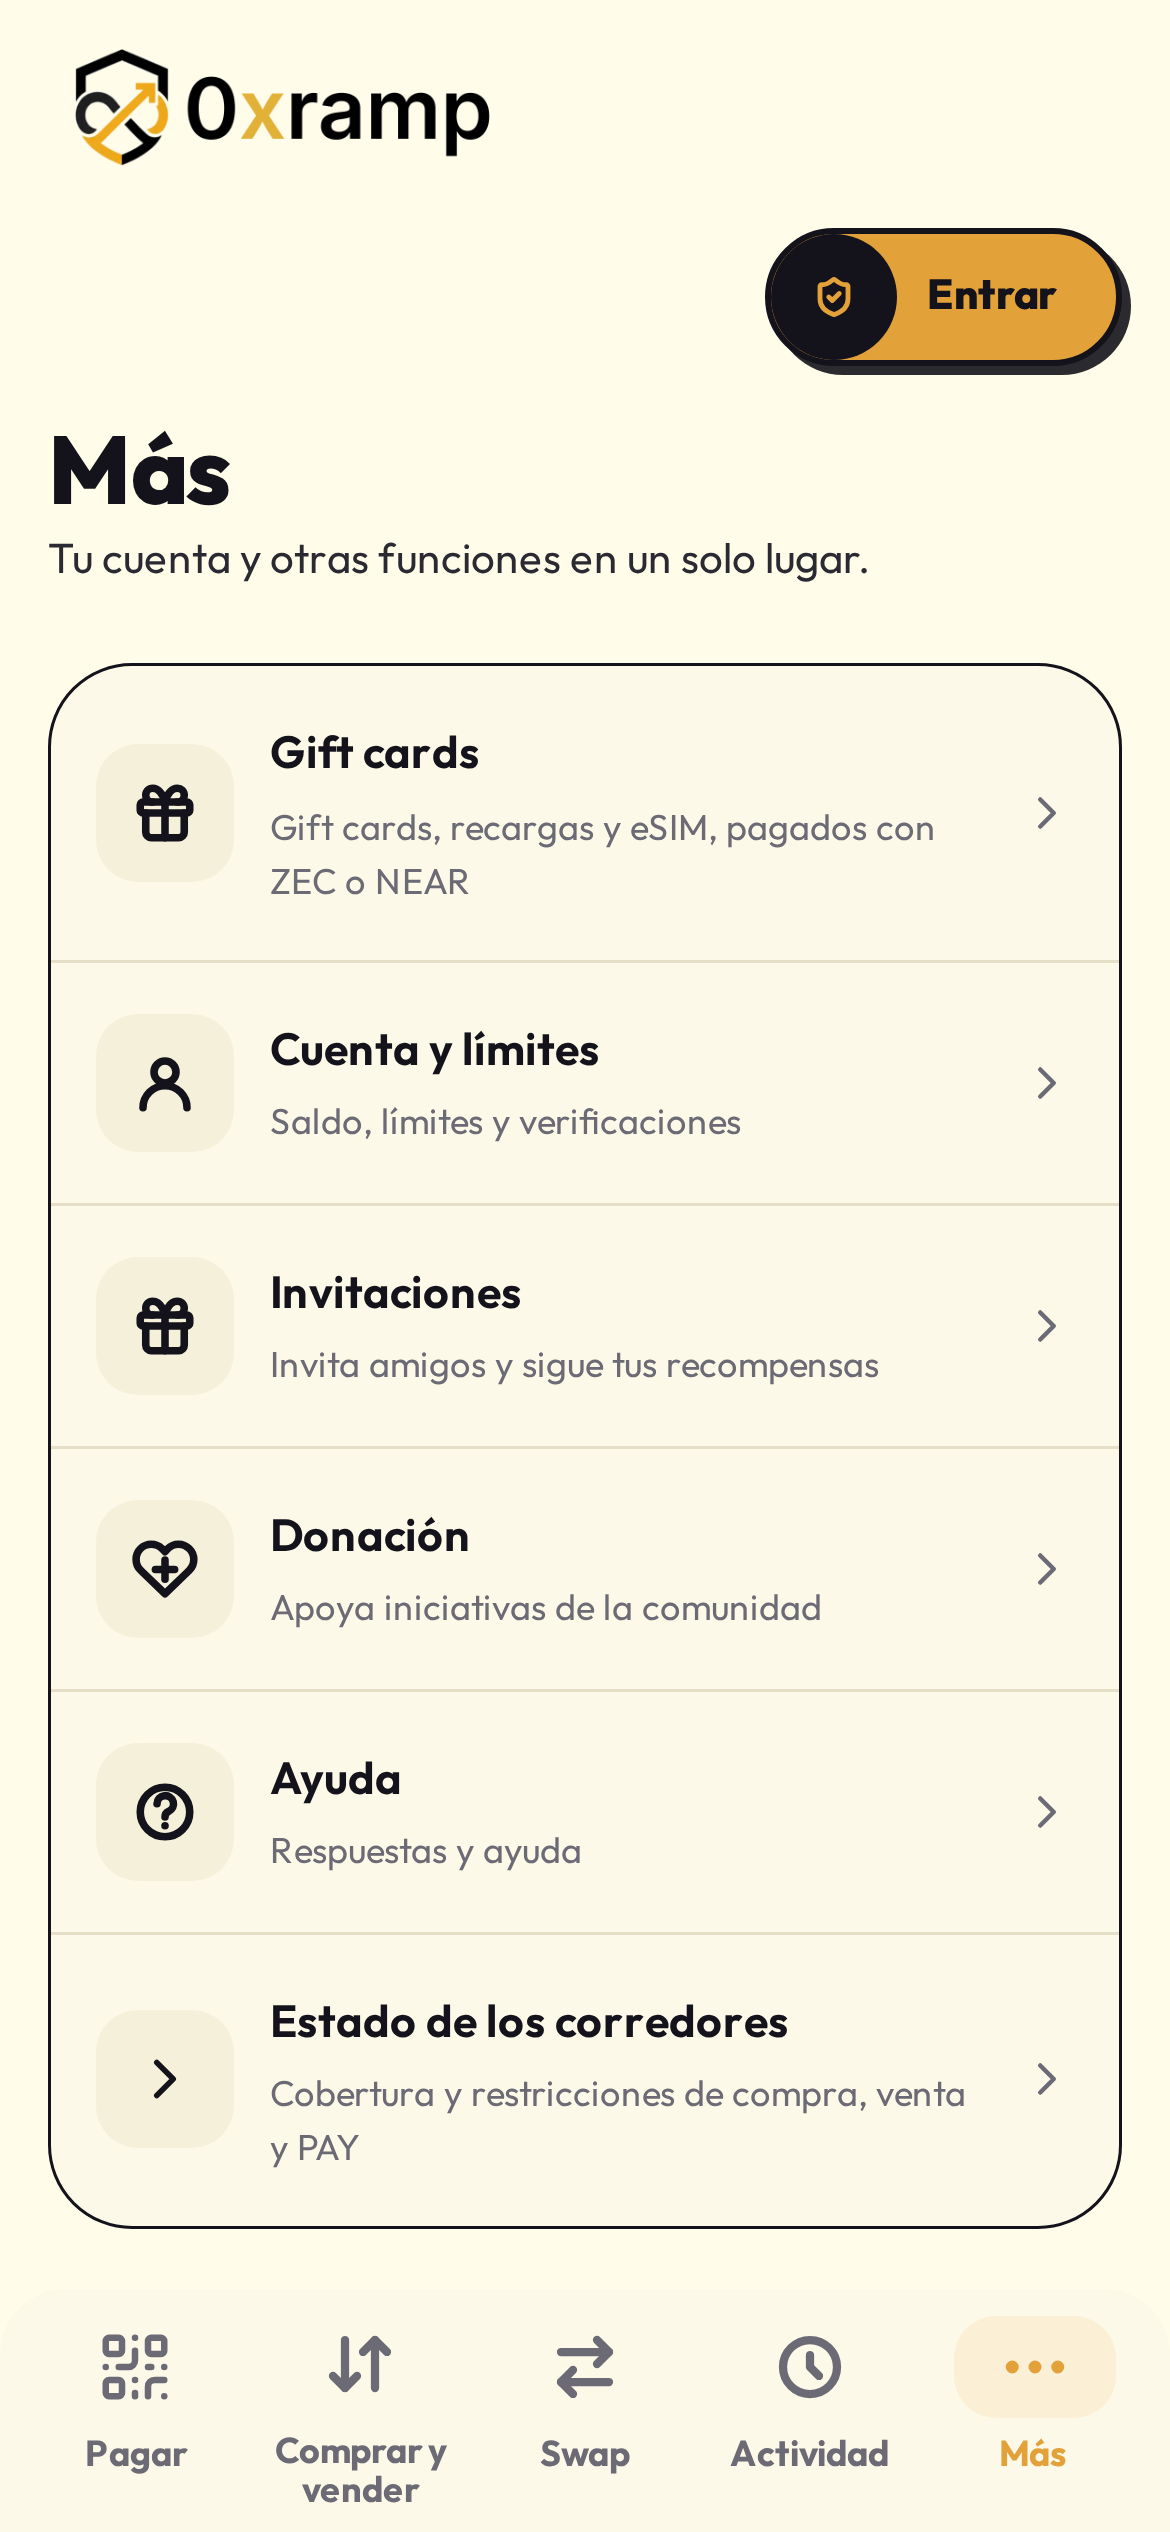 0xramp
Entrar
Más
Tu cuenta y otras funciones en un solo lugar.
Gift cards
Gift cards, recargas y eSIM, pagados con
ZEC o NEAR
Cuenta y límites
Saldo, límites y verificaciones
Invitaciones
Invita amigos y sigue tus recompensas
Donación
Apoya iniciativas de la comunidad
Ayuda
Respuestas y ayuda
Estado de los corredores
Cobertura y restricciones de compra, venta
y PAY
Pagar
Comprar y
vender
Swap
Actividad
Más